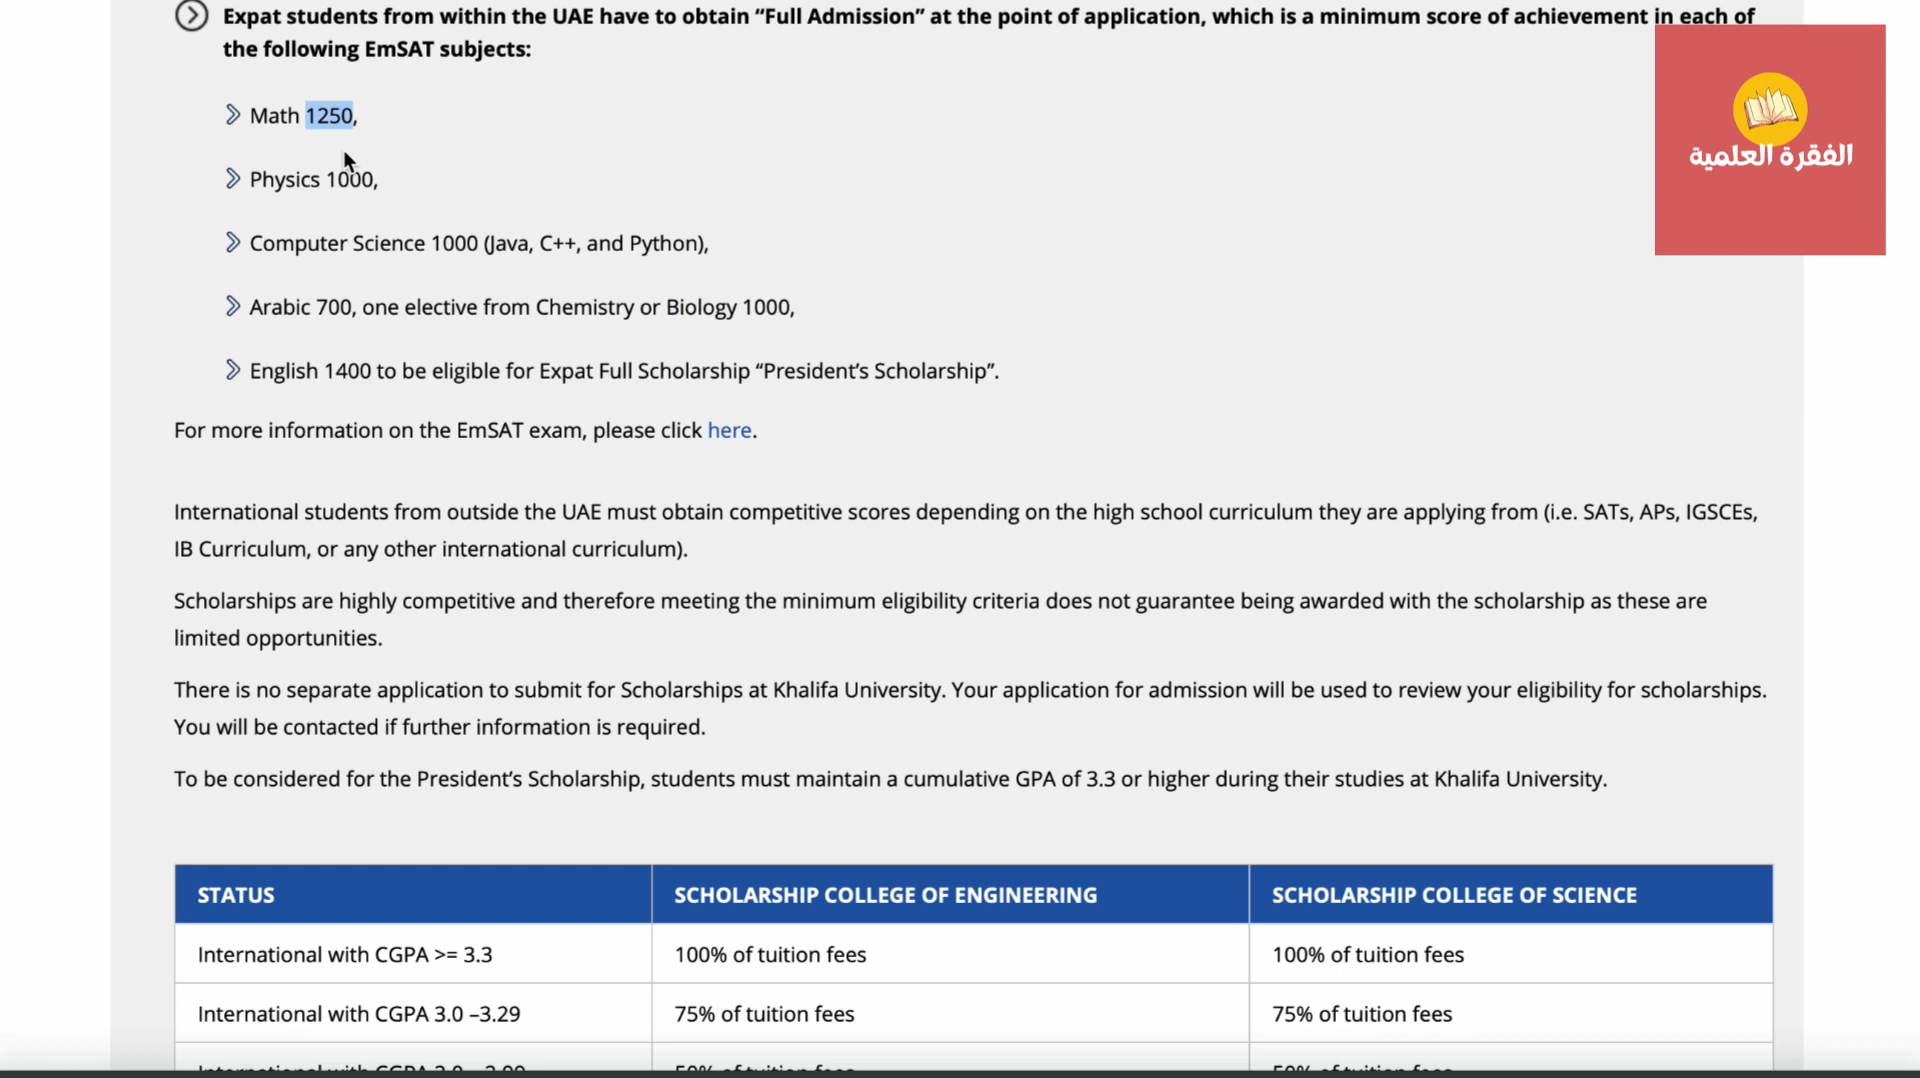 Expat students from within the UAE have to obtain “Full Admission” at the point of application, which is a minimum score of achievement in each of
the following EmSAT subjects:
الفقرة العلمية
Math 1250,
Physics 1000,
Computer Science 1000 (Java, C++, and Python),
Arabic 700, one elective from Chemistry or Biology 1000,
English 1400 to be eligible for Expat Full Scholarship “President’s Scholarship”.
For more information on the EmSAT exam, please click here.
International students from outside the UAE must obtain competitive scores depending on the high school curriculum they are applying from (i.e. SATs, APs, IGSCEs,
IB Curriculum, or any other international curriculum).
Scholarships are highly competitive and therefore meeting the minimum eligibility criteria does not guarantee being awarded with the scholarship as these are
limited opportunities.
There is no separate application to submit for Scholarships at Khalifa University. Your application for admission will be used to review your eligibility for scholarships.
You will be contacted if further information is required.
To be considered for the President’s Scholarship, students must maintain a cumulative GPA of 3.3 or higher during their studies at Khalifa University.
STATUS SCHOLARSHIP COLLEGE OF ENGINEERING SCHOLARSHIP COLLEGE OF SCIENCE
International with CGPA >= 3.3 100% of tuition fees 100% of tuition fees
International with CGPA 3.0 –3.29 75% of tuition fees 75% of tuition fees